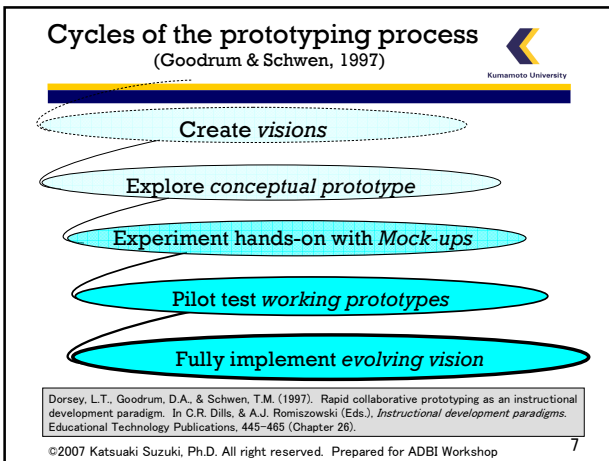 Cycles of the prototyping process
(Goodrum & Schwen, 1997)
Kumamoto University
Create visions
Explore conceptual prototype
Experiment hands-on with Mock-ups
Pilot test working prototypes
Fully implement evolving vision
Dorsey, L.T., Goodrum, D.A., & Schwen, T.M. (1997). Rapid collaborative prototyping as an instructional
development paradigm. In C.R. Dills, & A.J. Romiszowski (Eds.), Instructional development paradigms.
Educational Technology Publications, 445-465 (Chapter 26).
©2007 Katsuaki Suzuki, Ph.D. All right reserved. Prepared for ADBI Workshop
7